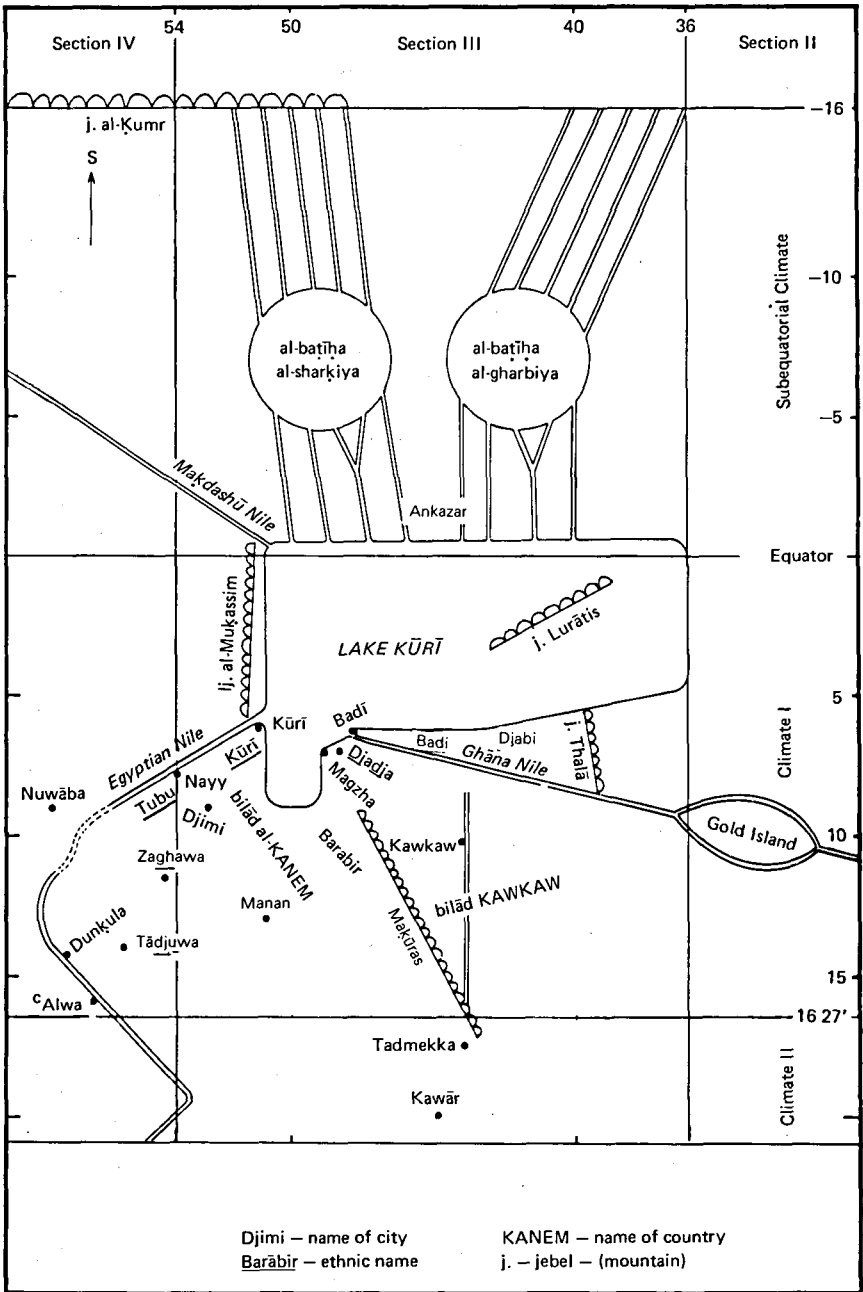 54 50 40 36
Section IV Section III Section II
j. al-Ḳumr
–16
S
–10
Subequatorial Climate
al-baṭīḥa
al-sharḳiya
al-baṭīḥa
al-gharbiya
–5
Maḳdashū Nile
Ankazar
Equator
lj. al-Muḳassim
LAKE KŪRĪ
j. Lurātis
5
Climate I
Kūrī
Kūrī
Badī
Badi
Djabi
j. Thalā
Egyptian Nile
Djadja
Ghāna Nile
Nayy
Tubu
Magzha
Nuwāba
Djimi
bilād al-KANEM
Barabir
Kawkaw
Gold Island
10
Zaghawa
Manan
Maḳūras
bilād KAWKAW
Dunḳula
Tādjuwa
ᶜAlwa
15
16 27'
Tadmekka
Climate II
Kawār
Djimi – name of city KANEM – name of country
Barābir – ethnic name j. – jebel – (mountain)